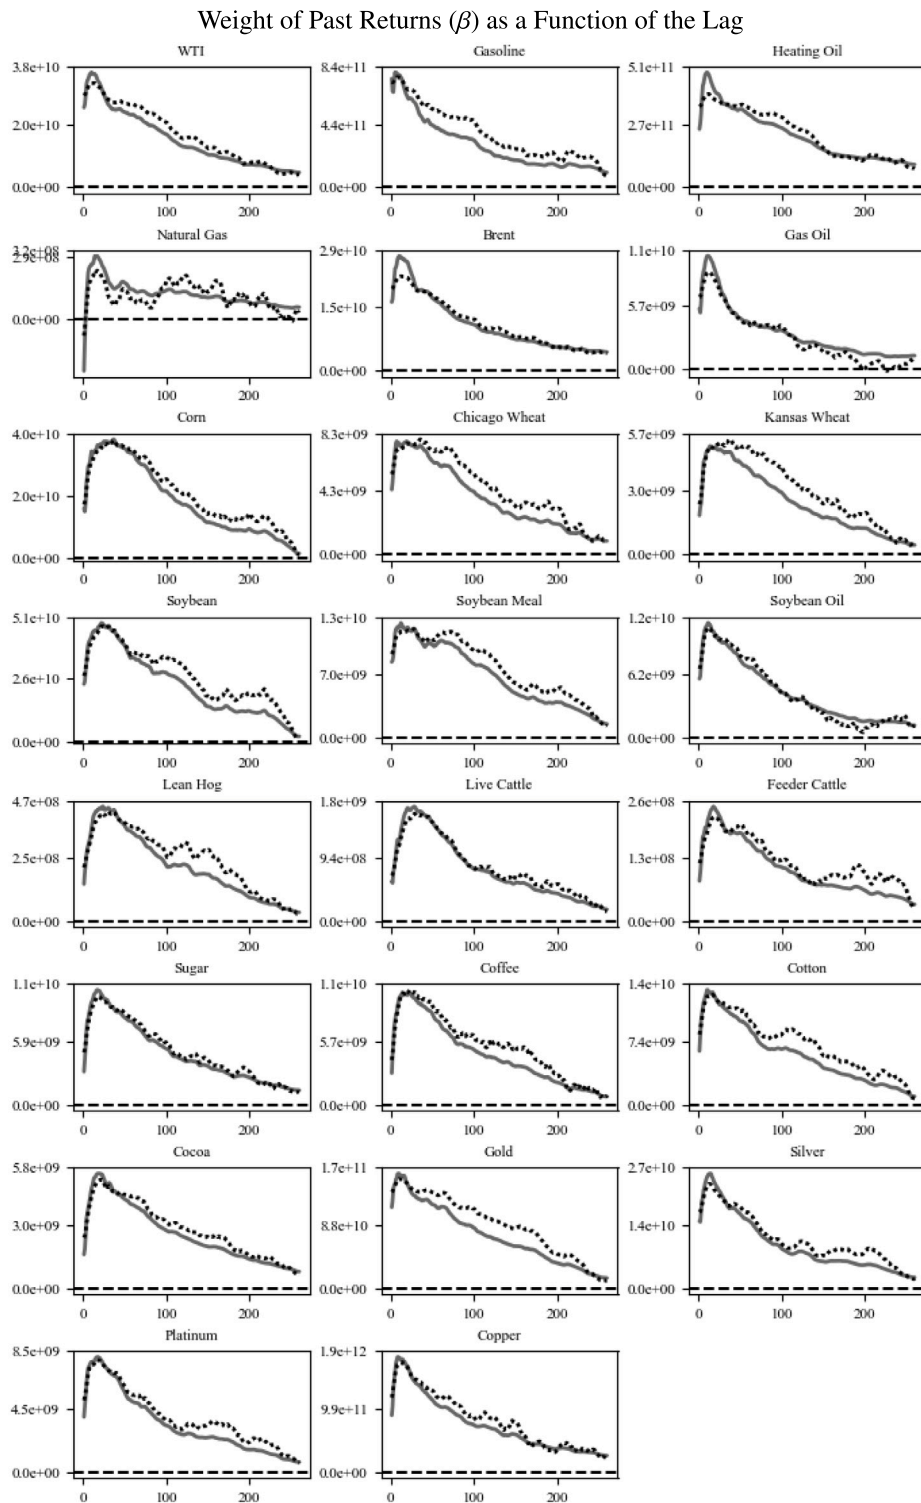 Weight of Past Returns (β) as a Function of the Lag
WTI Gasoline Heating Oil
3.8e+10 8.4e+11 5.1e+11
2.0e+10 4.4e+11 2.7e+11
0.0e+00 0.0e+00 0.0e+00
0 100 200 0 100 200 0 100 200
Natural Gas Brent Gas Oil
3.2e+08 2.9e+10 1.1e+10
2.9e+08 1.5e+10 5.7e+09
0.0e+00 0.0e+00 0.0e+00
0 100 200 0 100 200 0 100 200
Corn Chicago Wheat Kansas Wheat
4.0e+10 8.3e+09 5.7e+09
2.0e+10 4.3e+09 3.0e+09
0.0e+00 0.0e+00 0.0e+00
0 100 200 0 100 200 0 100 200
Soybean Soybean Meal Soybean Oil
5.1e+10 1.3e+10 1.2e+10
2.6e+10 7.0e+09 6.2e+09
0.0e+00 0.0e+00 0.0e+00
0 100 200 0 100 200 0 100 200
Lean Hog Live Cattle Feeder Cattle
4.7e+08 1.8e+09 2.6e+08
2.5e+08 9.4e+08 1.3e+08
0.0e+00 0.0e+00 0.0e+00
0 100 200 0 100 200 0 100 200
Sugar Coffee Cotton
1.1e+10 1.1e+10 1.4e+10
5.9e+09 5.7e+09 7.4e+09
0.0e+00 0.0e+00 0.0e+00
0 100 200 0 100 200 0 100 200
Cocoa Gold Silver
5.8e+09 1.7e+11 2.7e+10
3.0e+09 8.8e+10 1.4e+10
0.0e+00 0.0e+00 0.0e+00
0 100 200 0 100 200 0 100 200
Platinum Copper
8.5e+09 1.9e+12
4.5e+09 9.9e+11
0.0e+00 0.0e+00
0 100 200 0 100 200